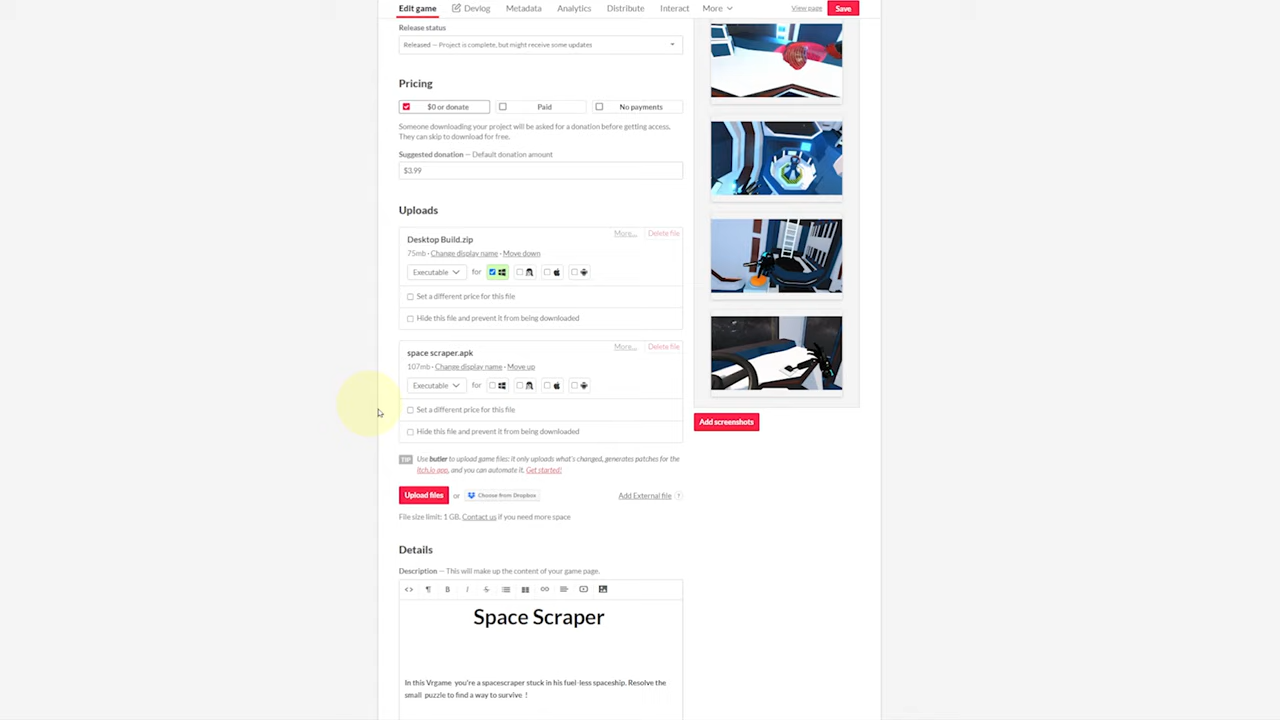 Edit game Devlog Metadata Analytics Distribute Interact More View page Save
Release status
Released — Project is complete, but might receive some updates
Pricing
$0 or donate Paid No payments
Someone downloading your project will be asked for a donation before getting access.
They can skip to download for free.
Suggested donation — Default donation amount
$3.99
Uploads
More... Delete file
Desktop Build.zip
75mb · Change display name · Move down
Executable for
Set a different price for this file
Hide this file and prevent it from being downloaded
More... Delete file
space scraper.apk
107mb · Change display name · Move up
Executable for
Set a different price for this file
Hide this file and prevent it from being downloaded
Add screenshots
TIP Use butler to upload game files: it only uploads what's changed, generates patches for the
itch.io app, and you can automate it. Get started!
Upload files or Choose from Dropbox Add External file ?
File size limit: 1 GB. Contact us if you need more space
Details
Description — This will make up the content of your game page.
Space Scraper
In this Vrgame you're a spacescraper stuck in his fuel-less spaceship. Resolve the
small puzzle to find a way to survive !